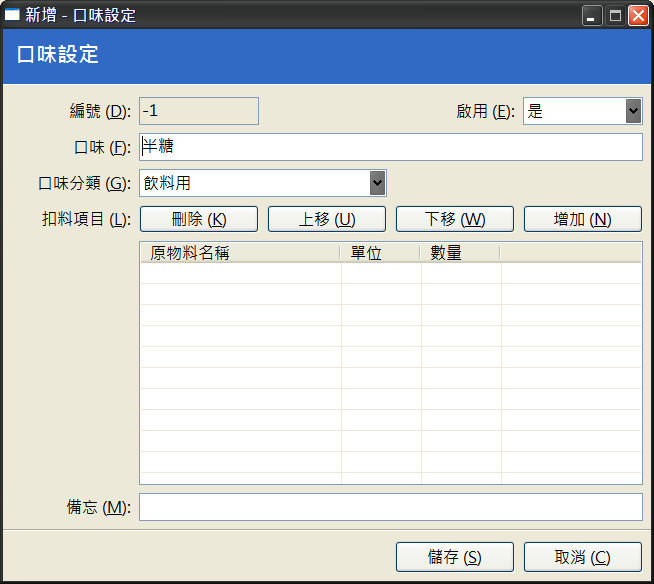 新增 - 口味設定
口味設定
編號 (D): -1 啟用 (E): 是
口味 (F): 半糖
口味分類 (G): 飲料用
扣料項目 (L): 刪除 (K) 上移 (U) 下移 (W) 增加 (N)
原物料名稱 單位 數量
備忘 (M):
儲存 (S) 取消 (C)